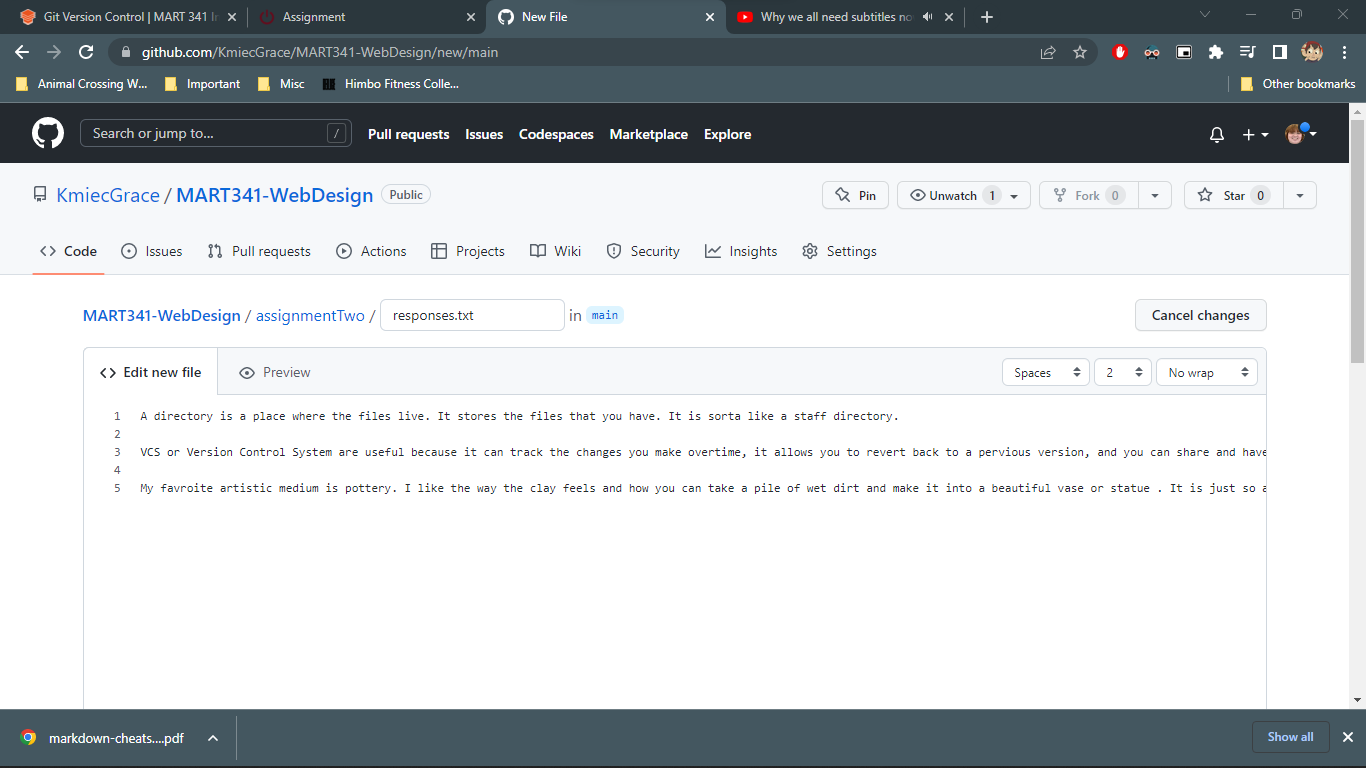 Git Version Control | MART 341 I
Assignment
New File
Why we all need subtitles no
github.com/KmiecGrace/MART341-WebDesign/new/main
Animal Crossing W...
Important
Misc
Himbo Fitness Colle...
Other bookmarks
Search or jump to...
/
Pull requests
Issues
Codespaces
Marketplace
Explore
KmiecGrace / MART341-WebDesign
Public
Pin
Unwatch 1
Fork 0
Star 0
Code
Issues
Pull requests
Actions
Projects
Wiki
Security
Insights
Settings
MART341-WebDesign / assignmentTwo / responses.txt in main
Cancel changes
Edit new file
Preview
Spaces
2
No wrap
1 A directory is a place where the files live. It stores the files that you have. It is sorta like a staff directory.
2
3 VCS or Version Control System are useful because it can track the changes you make overtime, it allows you to revert back to a pervious version, and you can share and have
4
5 My favroite artistic medium is pottery. I like the way the clay feels and how you can take a pile of wet dirt and make it into a beautiful vase or statue . It is just so a
markdown-cheats....pdf
Show all